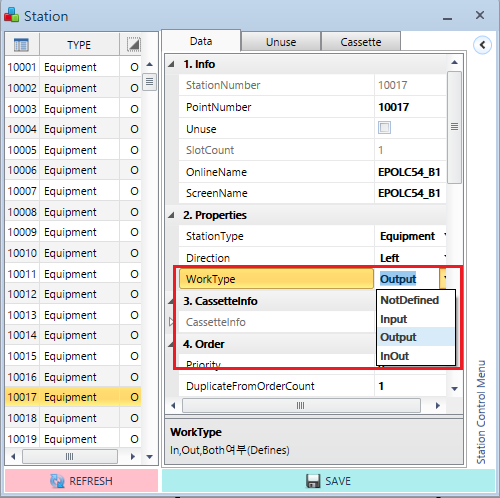 Station
TYPE
10001 Equipment O
10002 Equipment O
10003 Equipment O
10004 Equipment O
10005 Equipment O
10006 Equipment O
10007 Equipment O
10008 Equipment O
10009 Equipment O
10010 Equipment O
10011 Equipment O
10012 Equipment O
10013 Equipment O
10014 Equipment O
10015 Equipment O
10016 Equipment O
10017 Equipment O
10018 Equipment O
10019 Equipment O
REFRESH
Data Unuse Cassette
1. Info
StationNumber 10017
PointNumber 10017
Unuse
SlotCount 1
OnlineName EPOLC54_B1
ScreenName EPOLC54_B1
2. Properties
StationType Equipment
Direction Left
WorkType Output
NotDefined
Input
Output
InOut
3. CassetteInfo
CassetteInfo
4. Order
Priority
DuplicateFromOrderCount 1
WorkType
In,Out,Both여부(Defines)
SAVE
Station Control Menu